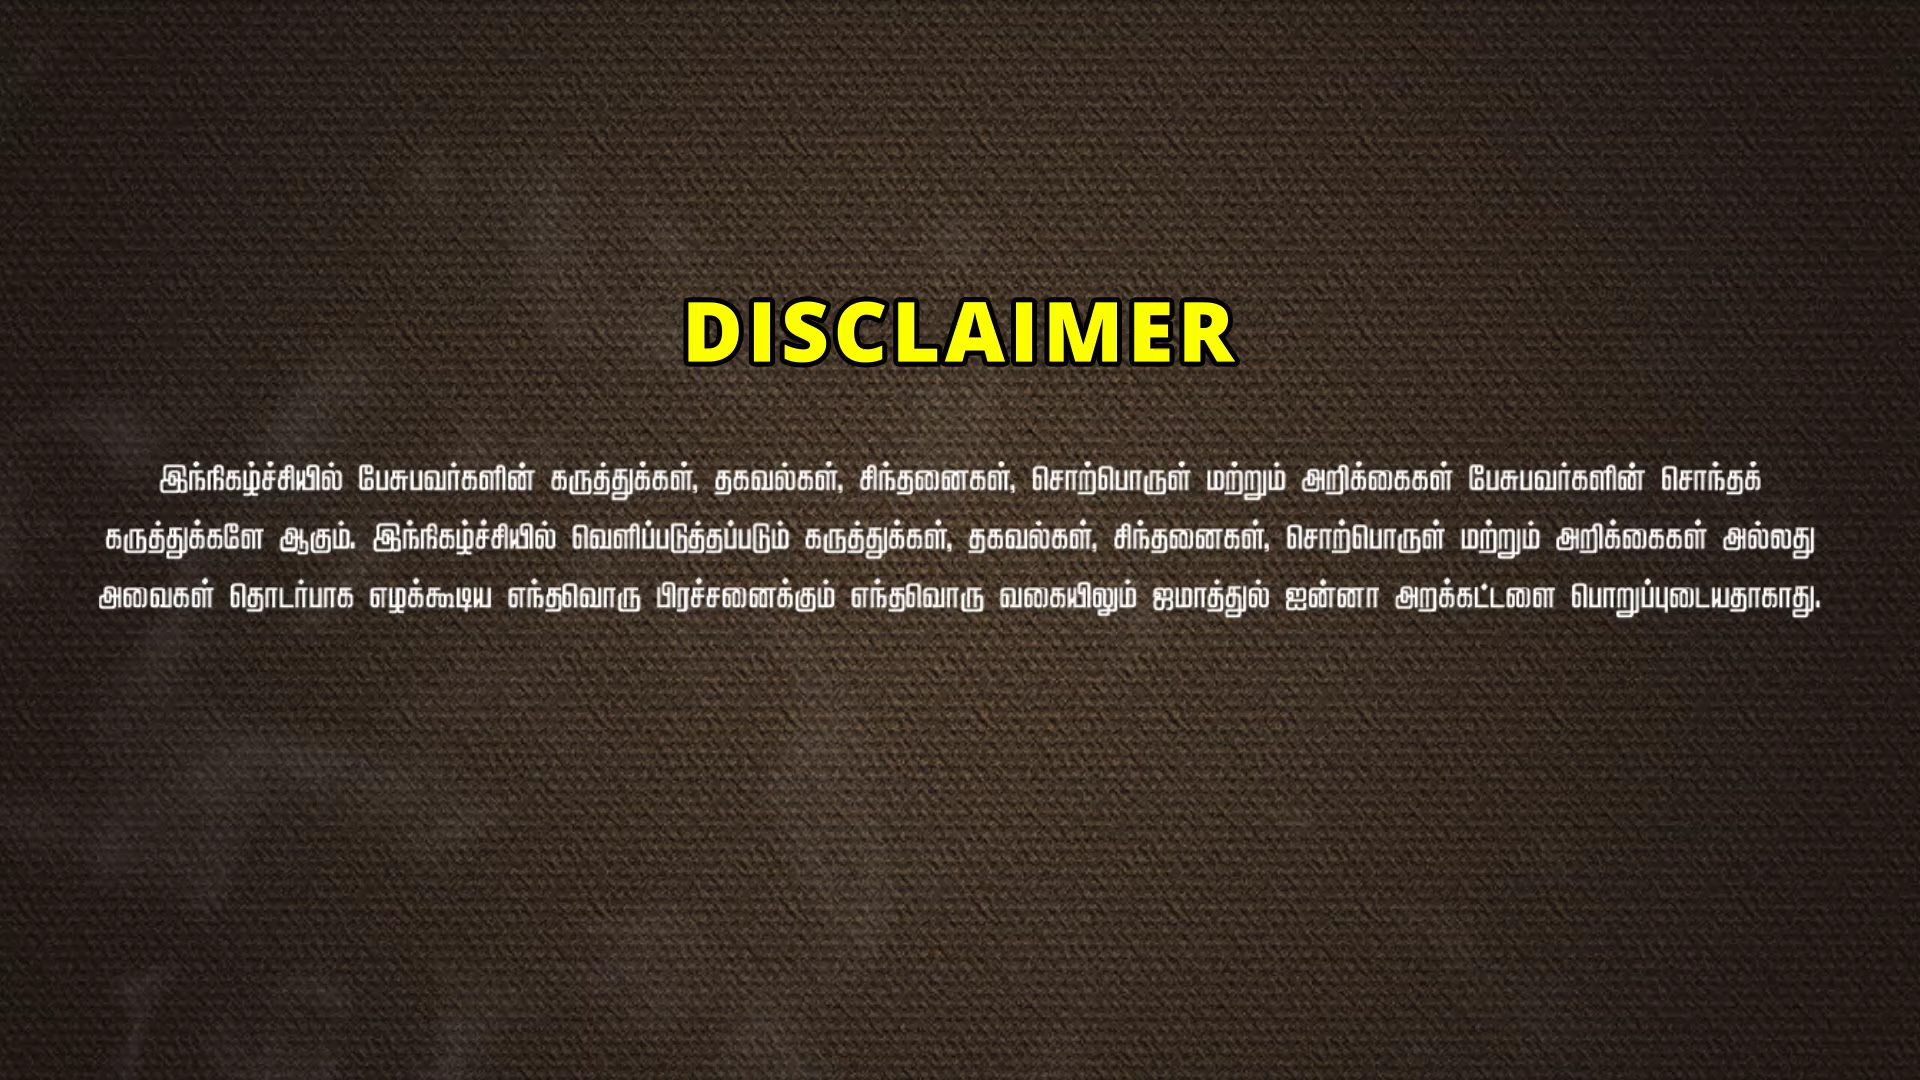 DISCLAIMER
இந்நிகழ்ச்சியில் பேசுபவர்களின் கருத்துக்கள், தகவல்கள், சிந்தனைகள், சொற்பொருள் மற்றும் அறிக்கைகள் பேசுபவர்களின் சொந்தக்
கருத்துக்களே ஆகும். இந்நிகழ்ச்சியில் வெளிப்படுத்தப்படும் கருத்துக்கள், தகவல்கள், சிந்தனைகள், சொற்பொருள் மற்றும் அறிக்கைகள் அல்லது
அவைகள் தொடர்பாக எழக்கூடிய எந்தவொரு பிரச்சனைக்கும் எந்தவொரு வகையிலும் ஜமாத்துல் ஐன்னா அறக்கட்டளை பொறுப்புடையதாகாது.